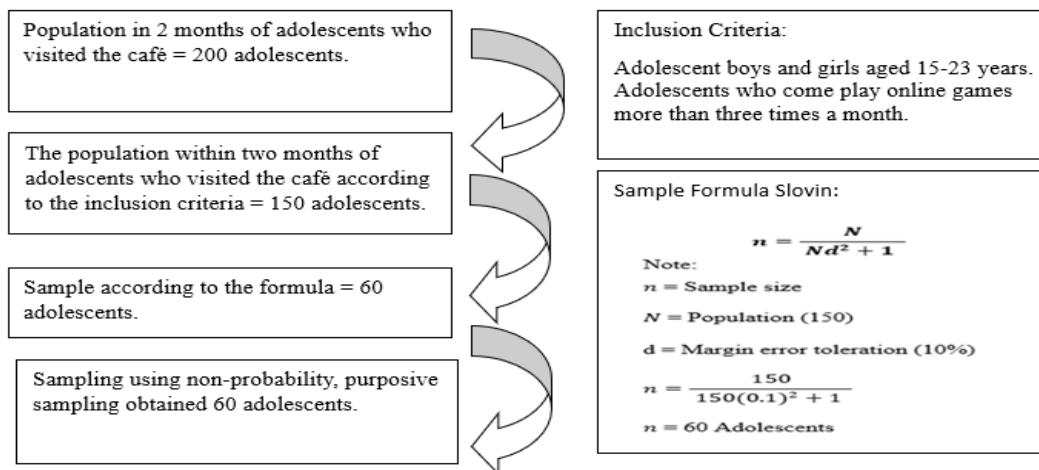 Population in 2 months of adolescents who
visited the café = 200 adolescents.
The population within two months of
adolescents who visited the café according
to the inclusion criteria = 150 adolescents.
Sample according to the formula = 60
adolescents.
Sampling using non-probability, purposive
sampling obtained 60 adolescents.
Inclusion Criteria:
Adolescent boys and girls aged 15-23 years.
Adolescents who come play online games
more than three times a month.
Sample Formula Slovin:
n = N / (Nd² + 1)
Note:
n = Sample size
N = Population (150)
d = Margin error toleration (10%)
n = 150 / (150(0.1)² + 1)
n = 60 Adolescents